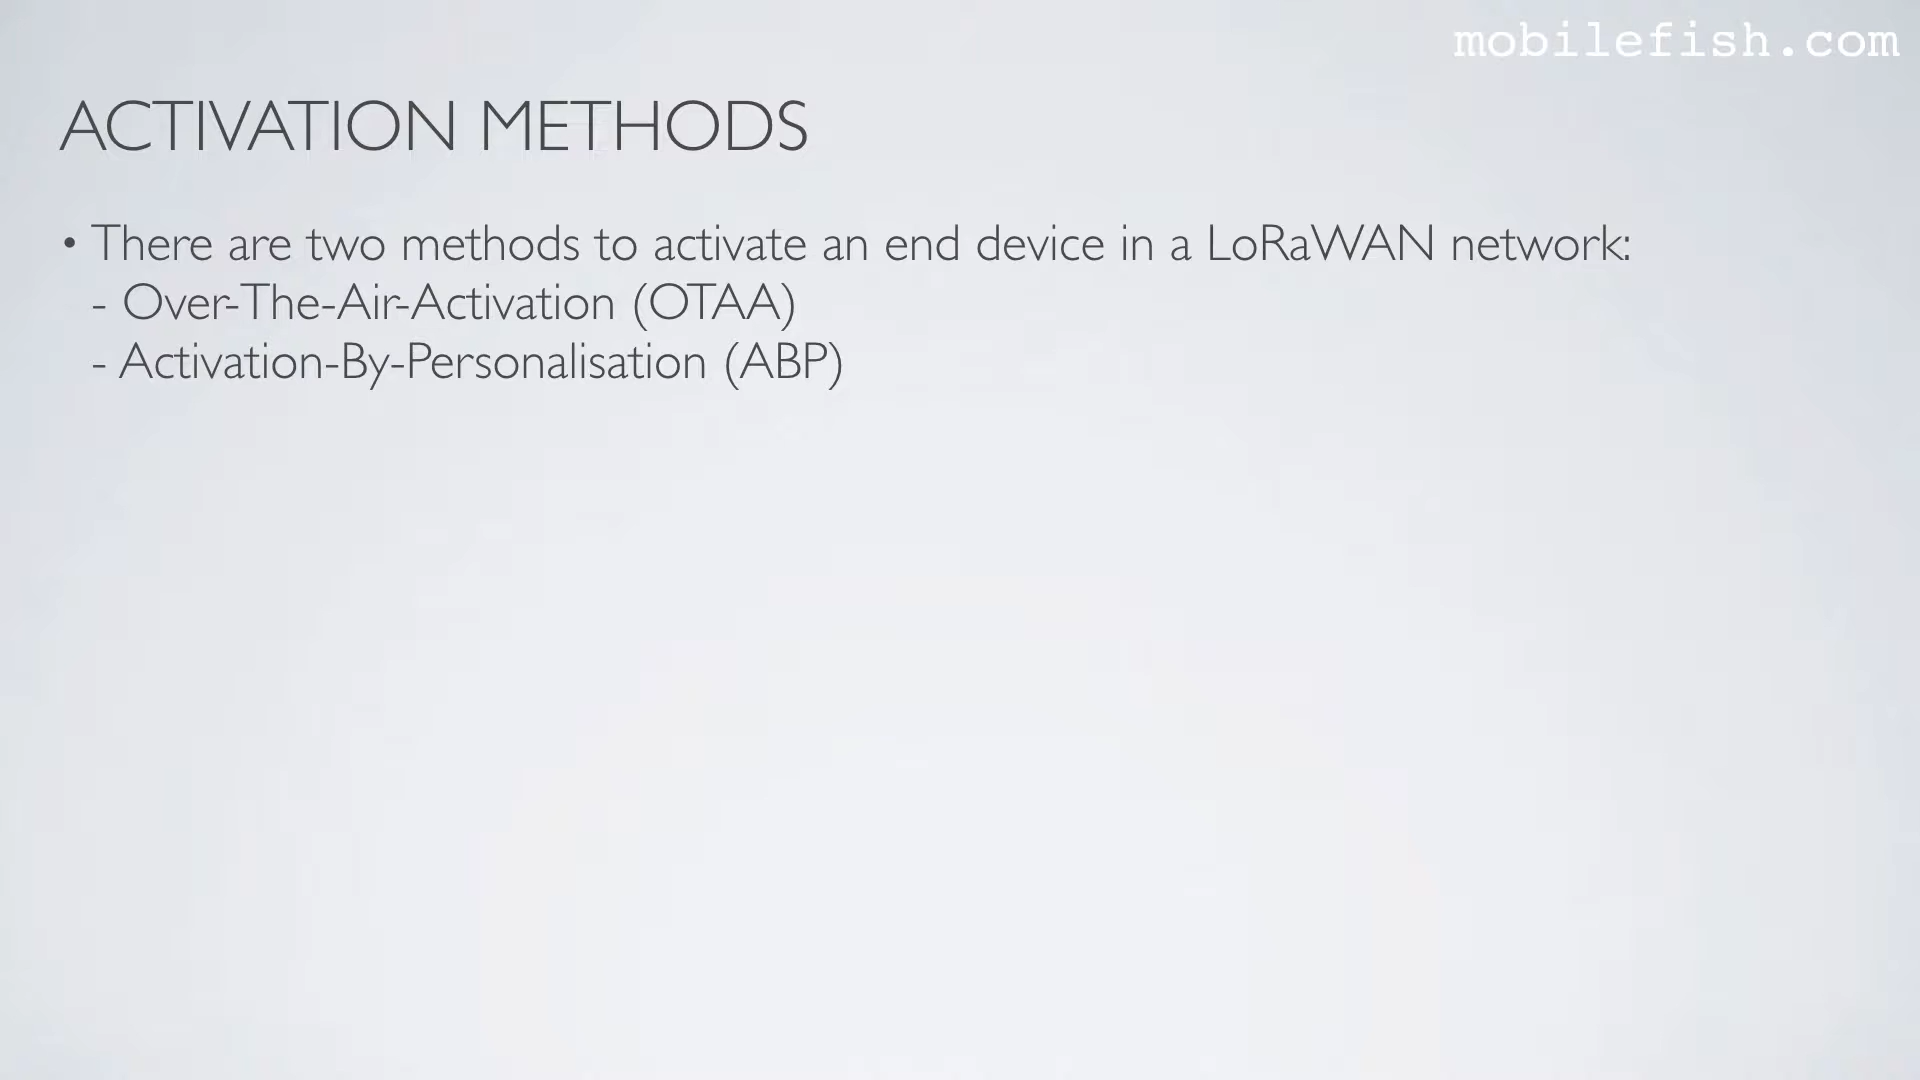 mobilefish.com
ACTIVATION METHODS
• There are two methods to activate an end device in a LoRaWAN network:
- Over-The-Air-Activation (OTAA)
- Activation-By-Personalisation (ABP)